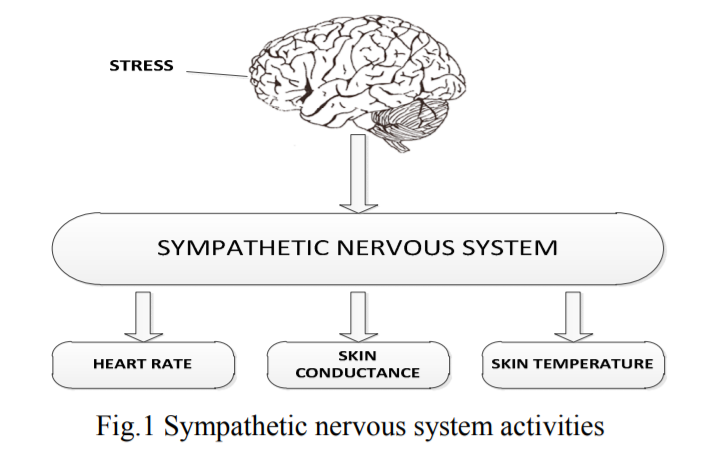 STRESS
SYMPATHETIC NERVOUS SYSTEM
HEART RATE
SKIN
CONDUCTANCE
SKIN TEMPERATURE
Fig.1 Sympathetic nervous system activities